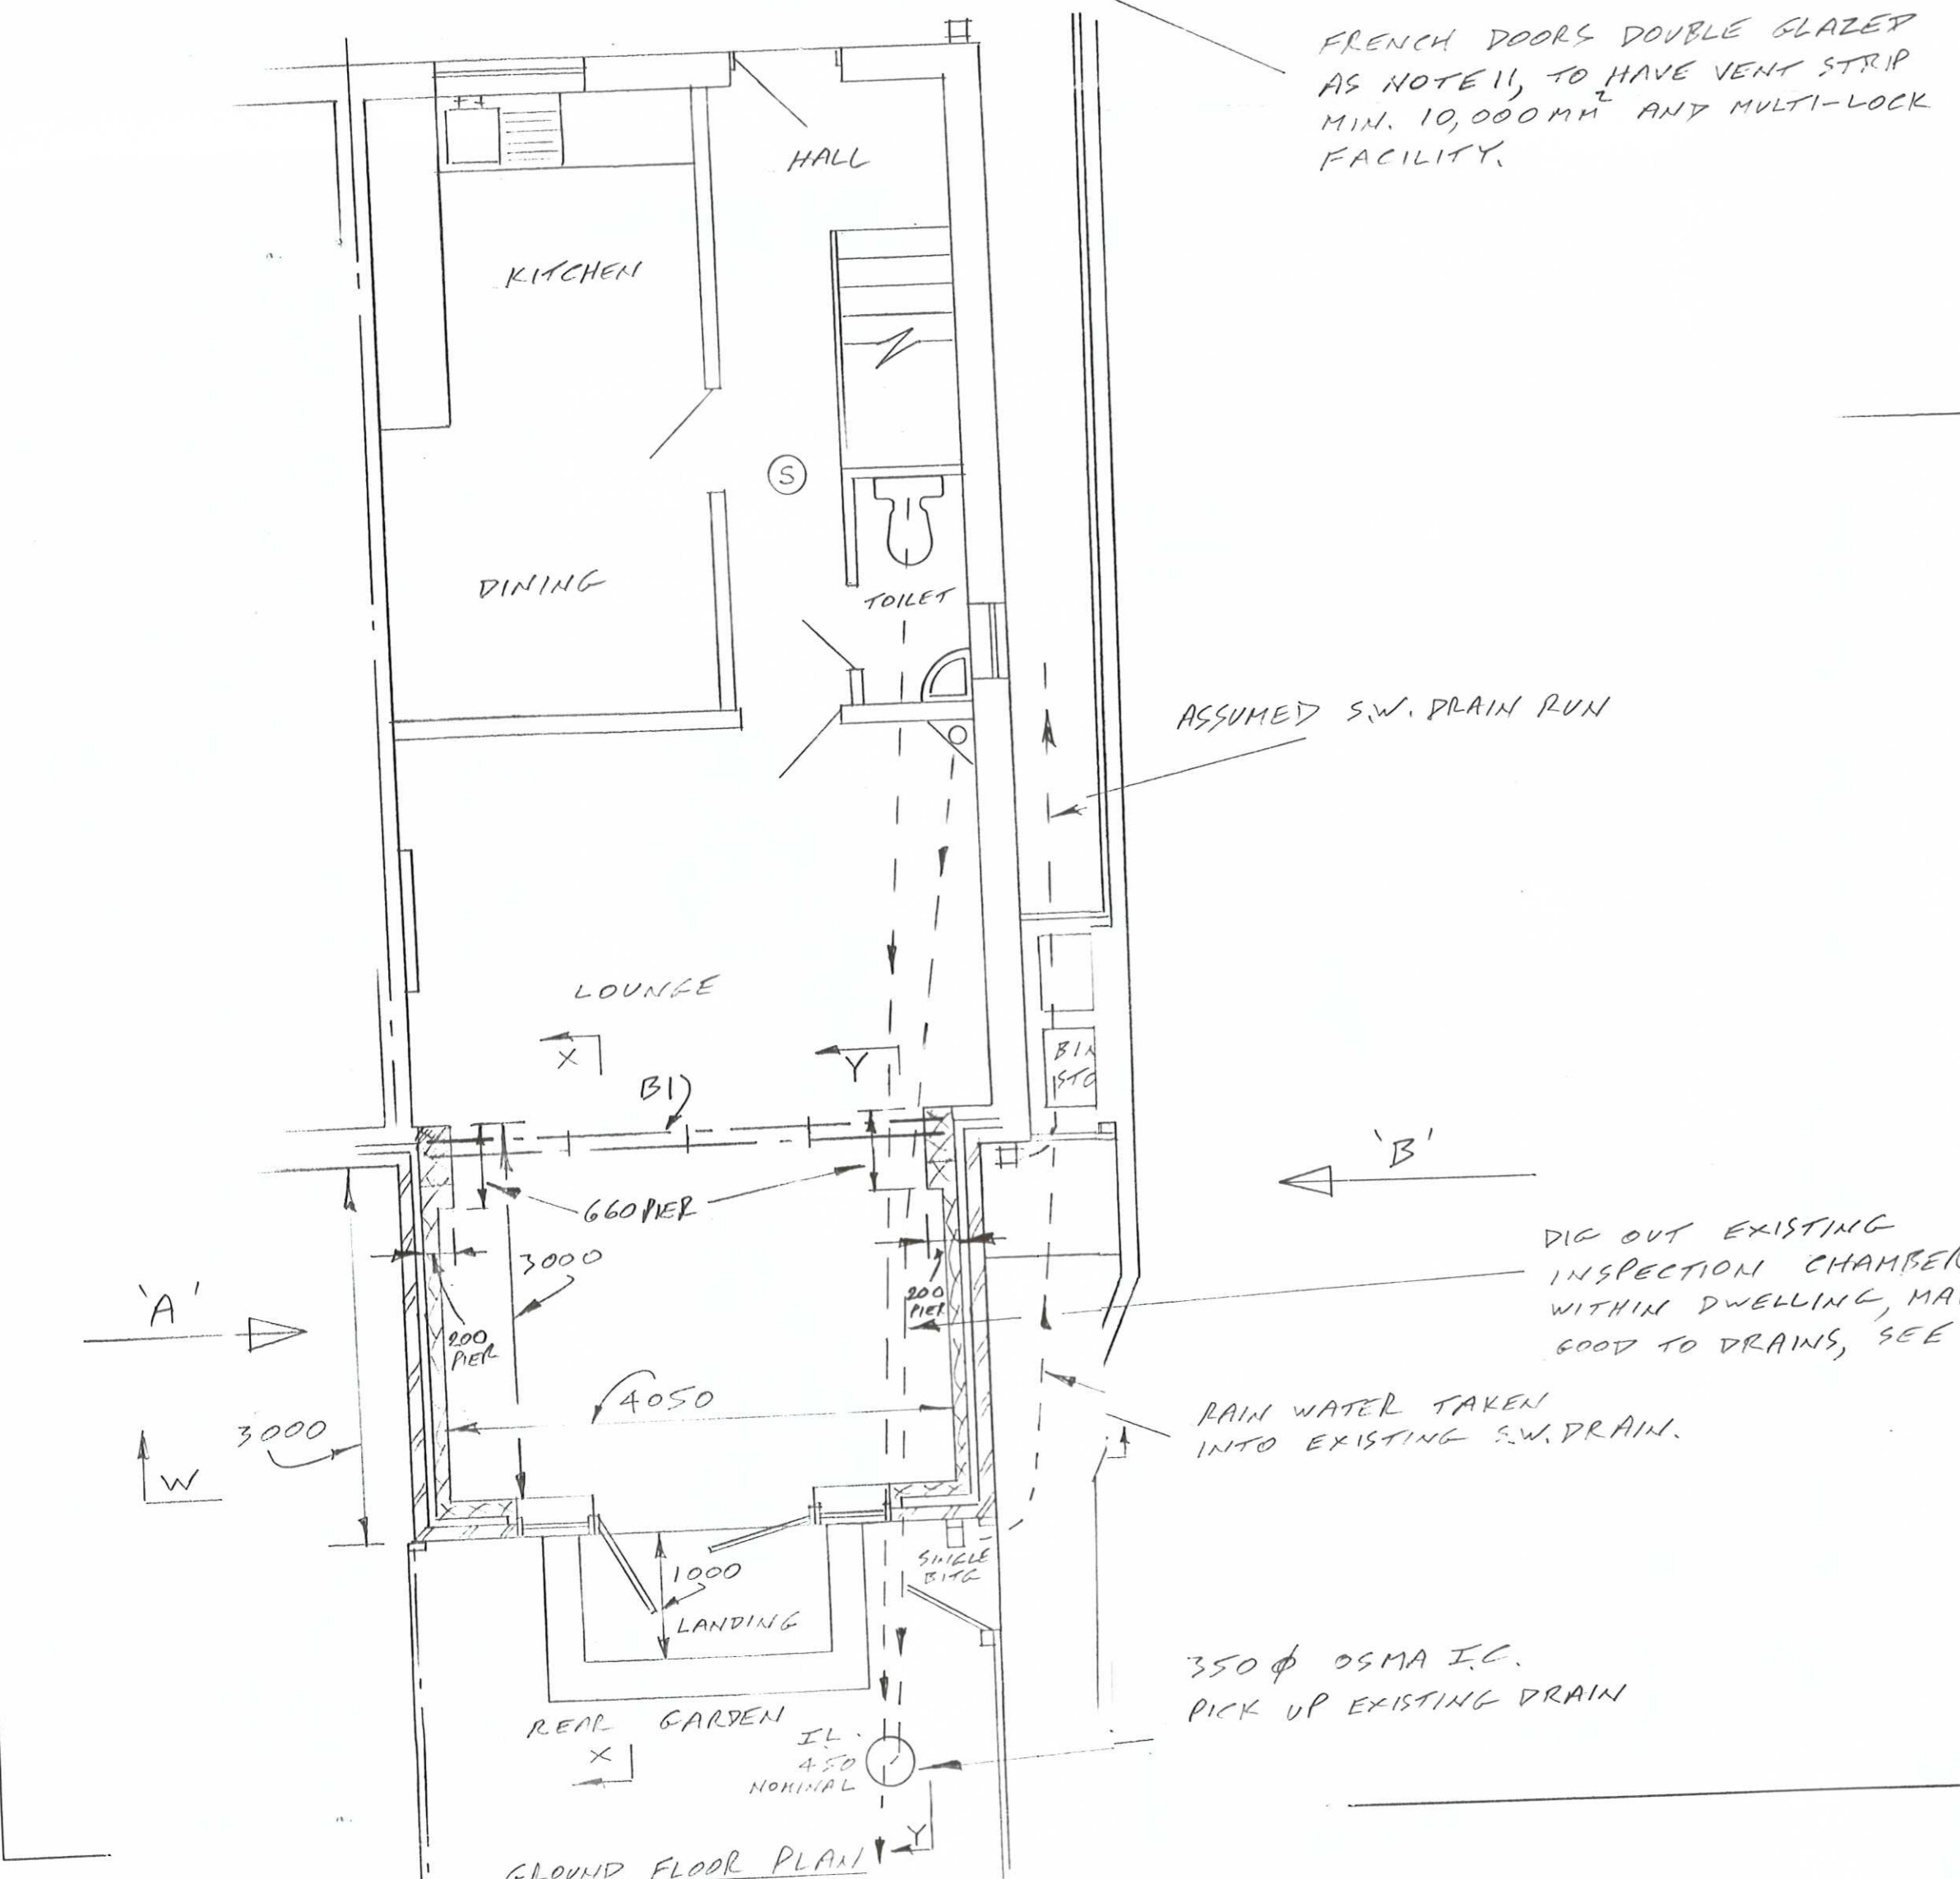 FRENCH DOORS DOUBLE GLAZED
AS NOTE 11, TO HAVE VENT STRIP
MIN. 10,000MM² AND MULTI-LOCK
FACILITY.
HALL
KITCHEN
S
DINING
TOILET
ASSUMED S.W. DRAIN RUN
LOUNGE
X
Y
B1
BIN
STO
'B'
660 PIER
3000
DIG OUT EXISTING
INSPECTION CHAMBER
WITHIN DWELLING, MA
GOOD TO DRAINS, SEE
'A'
200
PIER
200
PIER
4050
3000
RAIN WATER TAKEN
INTO EXISTING S.W. DRAIN.
W
1000
LANDING
SINGLE
350 ϕ OSMA I.C.
PICK UP EXISTING DRAIN
REAR GARDEN
I.L.
450
NOMINAL
X
Y
GROUND FLOOR PLAN